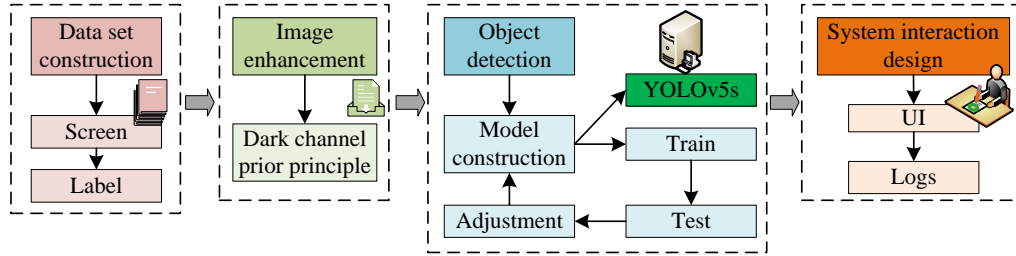 Data set
construction
Screen
Label
Image
enhancement
Dark channel
prior principle
Object
detection
YOLOv5s
Model
construction
Train
Adjustment
Test
System interaction
design
UI
Logs